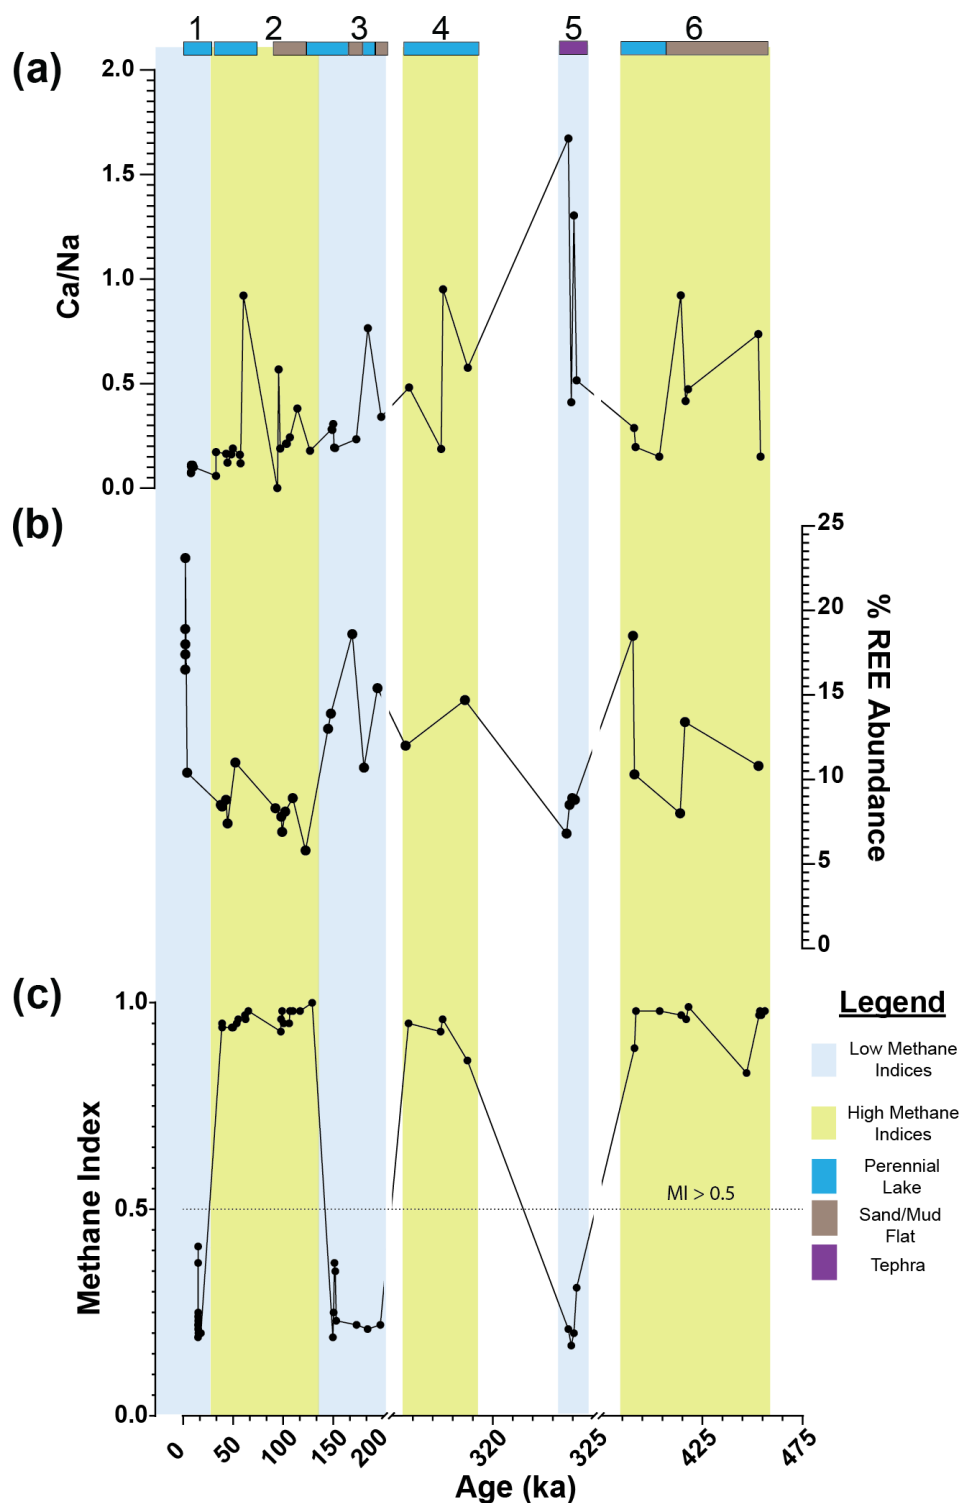 1 2 3 4 5 6
(a)
2.0
1.5
1.0
0.5
0.0
Ca/Na
(b)
25
20
15
10
5
0
% REE Abundance
(c)
1.0
0.5
0.0
Methane Index
MI > 0.5
0 50 100 150 200 320 325 425 475
Age (ka)
Legend
Low Methane
Indices
High Methane
Indices
Perennial
Lake
Sand/Mud
Flat
Tephra